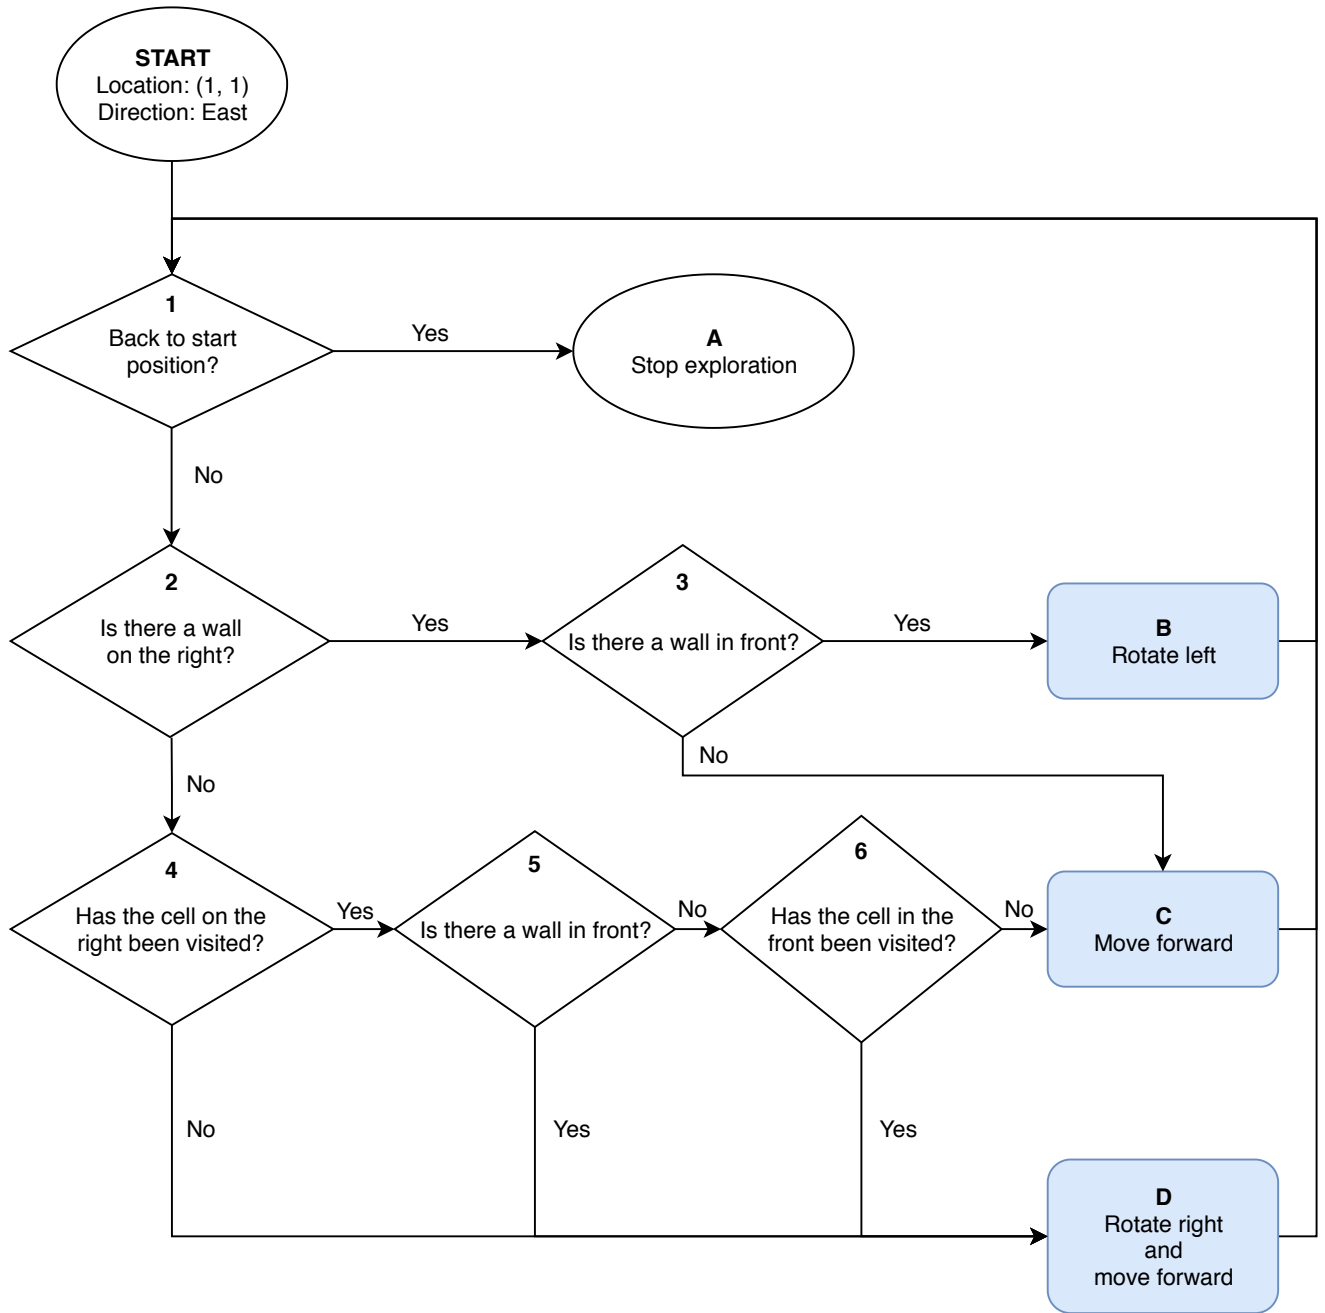 START
Location: (1, 1)
Direction: East
1
Back to start
position?
Yes
A
Stop exploration
No
2
Is there a wall
on the right?
Yes
3
Is there a wall in front?
Yes
B
Rotate left
No
No
4
Has the cell on the
right been visited?
Yes
5
Is there a wall in front?
No
6
Has the cell in the
front been visited?
No
C
Move forward
No
Yes
Yes
D
Rotate right
and
move forward